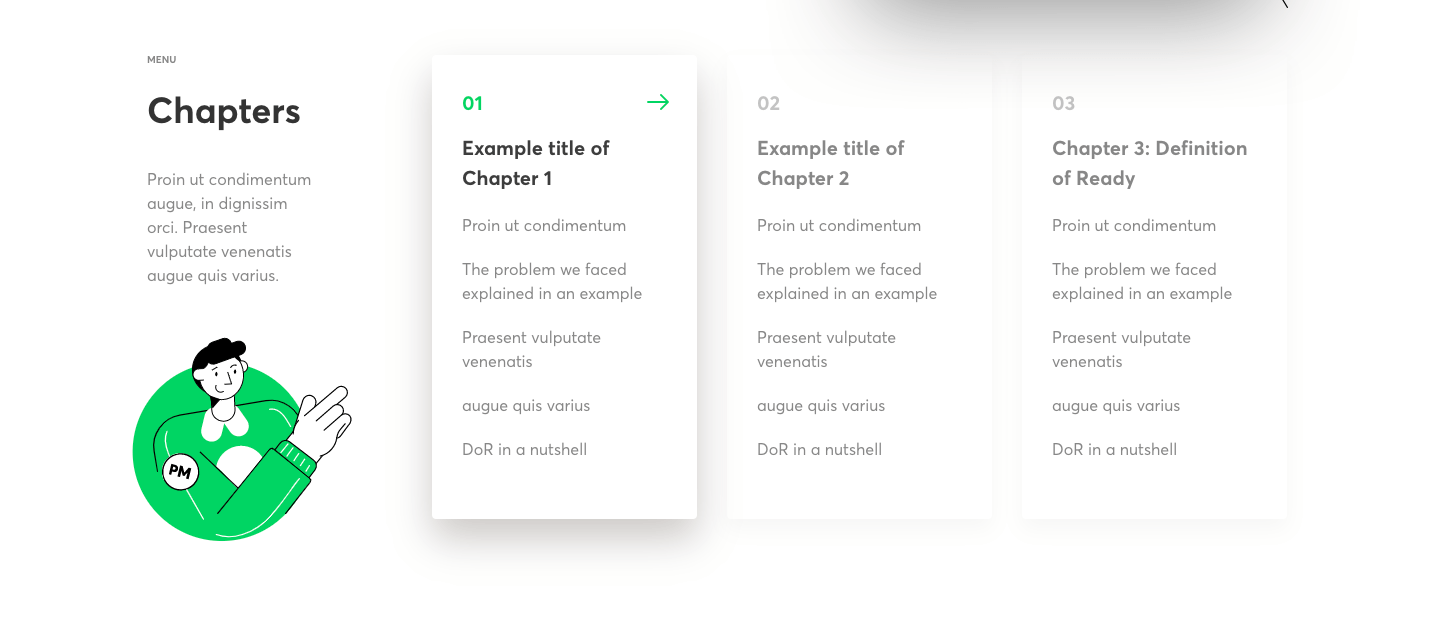 MENU
Chapters
Proin ut condimentum
augue, in dignissim
orci. Praesent
vulputate venenatis
augue quis varius.
PM
01
Example title of
Chapter 1
Proin ut condimentum
The problem we faced
explained in an example
Praesent vulputate
venenatis
augue quis varius
DoR in a nutshell
02
Example title of
Chapter 2
Proin ut condimentum
The problem we faced
explained in an example
Praesent vulputate
venenatis
augue quis varius
DoR in a nutshell
03
Chapter 3: Definition
of Ready
Proin ut condimentum
The problem we faced
explained in an example
Praesent vulputate
venenatis
augue quis varius
DoR in a nutshell